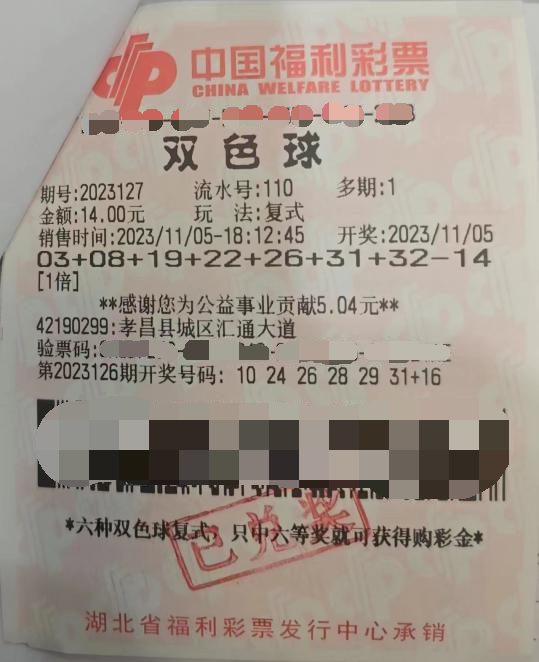 中国福利彩票
CHINA WELFARE LOTTERY
双色球
期号:2023127 流水号:110 多期:1
金额:14.00元 玩 法:复式
销售时间:2023/11/05-18:12:45 开奖:2023/11/05
03+08+19+22+26+31+32-14
[1倍]
**感谢您为公益事业贡献5.04元**
42190299:孝昌县城区汇通大道
验票码:
第2023126期开奖号码: 10 24 26 28 29 31+16
*六种双色球复式，只中六等奖就可获得购彩金*
已兑奖
湖北省福利彩票发行中心承销